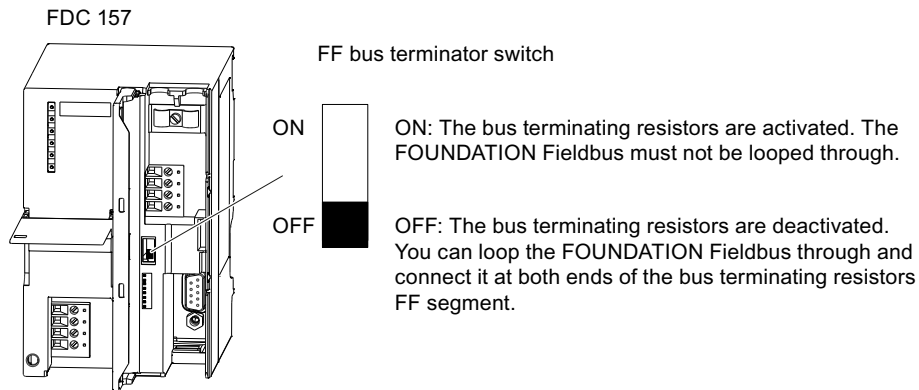 FDC 157
FF bus terminator switch
ON
ON: The bus terminating resistors are activated. The
FOUNDATION Fieldbus must not be looped through.
OFF
OFF: The bus terminating resistors are deactivated.
You can loop the FOUNDATION Fieldbus through and
connect it at both ends of the bus terminating resistors
FF segment.